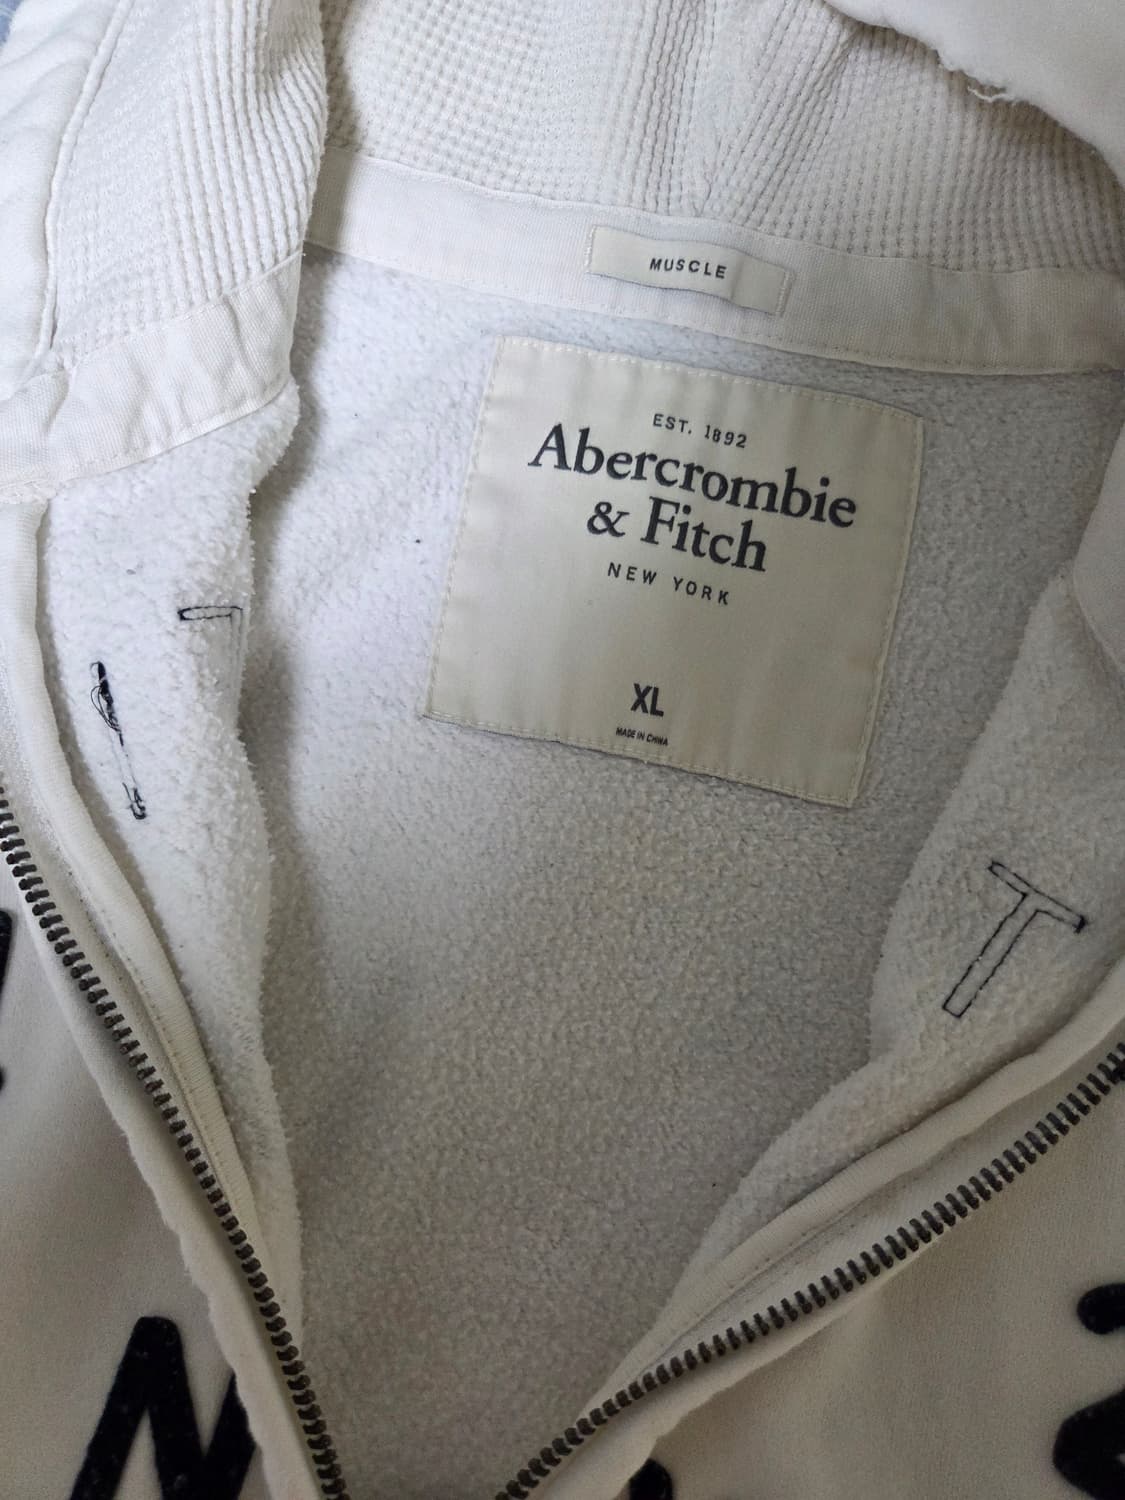 MUSCLE
EST. 1892
Abercrombie
& Fitch
NEW YORK
XL
MADE IN CHINA
T